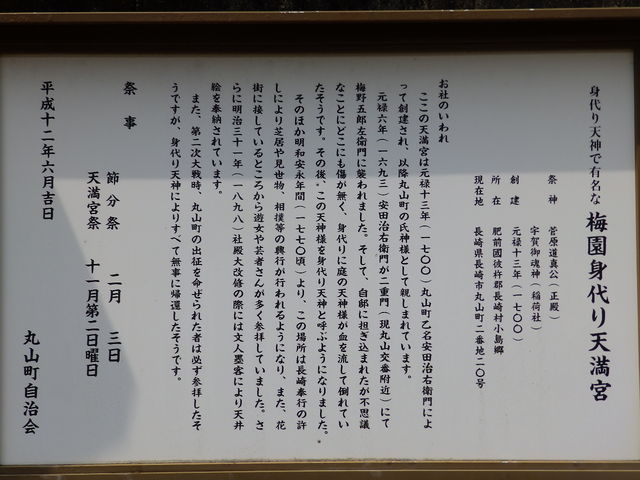 身代り天神で有名な 梅園身代り天満宮
祭神 菅原道真公（正殿）
宇賀御魂神（稲荷社）
創建 元禄十三年（一七〇〇）
所在 肥前國彼杵郡長崎村小島郷
現在地 長崎県長崎市丸山町二番地二〇号
お社のいわれ
ここの天満宮は元禄十三年（一七〇〇）丸山町乙名安田治右衛門によ
って創建され、以降丸山町の氏神様として親しまれています。
元禄六年（一六九三）安田治右衛門が二重門（現丸山交番附近）にて
梅野五郎左衛門に襲われました。そして、自邸に担ぎ込まれたが不思議
なことにどこにも傷が無く、身代りに庭の天神様が血を流して倒れてい
たそうです。その後、この天神様を身代り天神と呼ぶようになりました。
そのほか明和安永年間（一七七〇頃）より、この場所は長崎奉行の許
しにより芝居や見世物、相撲等の興行が行われるようになり、また、花
街に接しているところから遊女や芸者さんが多く参拝していました。さ
らに明治三十一年（一八九八）社殿大改修の際には文人墨客により天井
絵を奉納されています。
また、第二次大戦時、丸山町の出征を命ぜられた者は必ず参拝したそ
うですが、身代り天神によりすべて無事に帰還したそうです。
祭事
節分祭 二月 三日
天満宮祭 十一月第二日曜日
平成十二年六月吉日
丸山町自治会